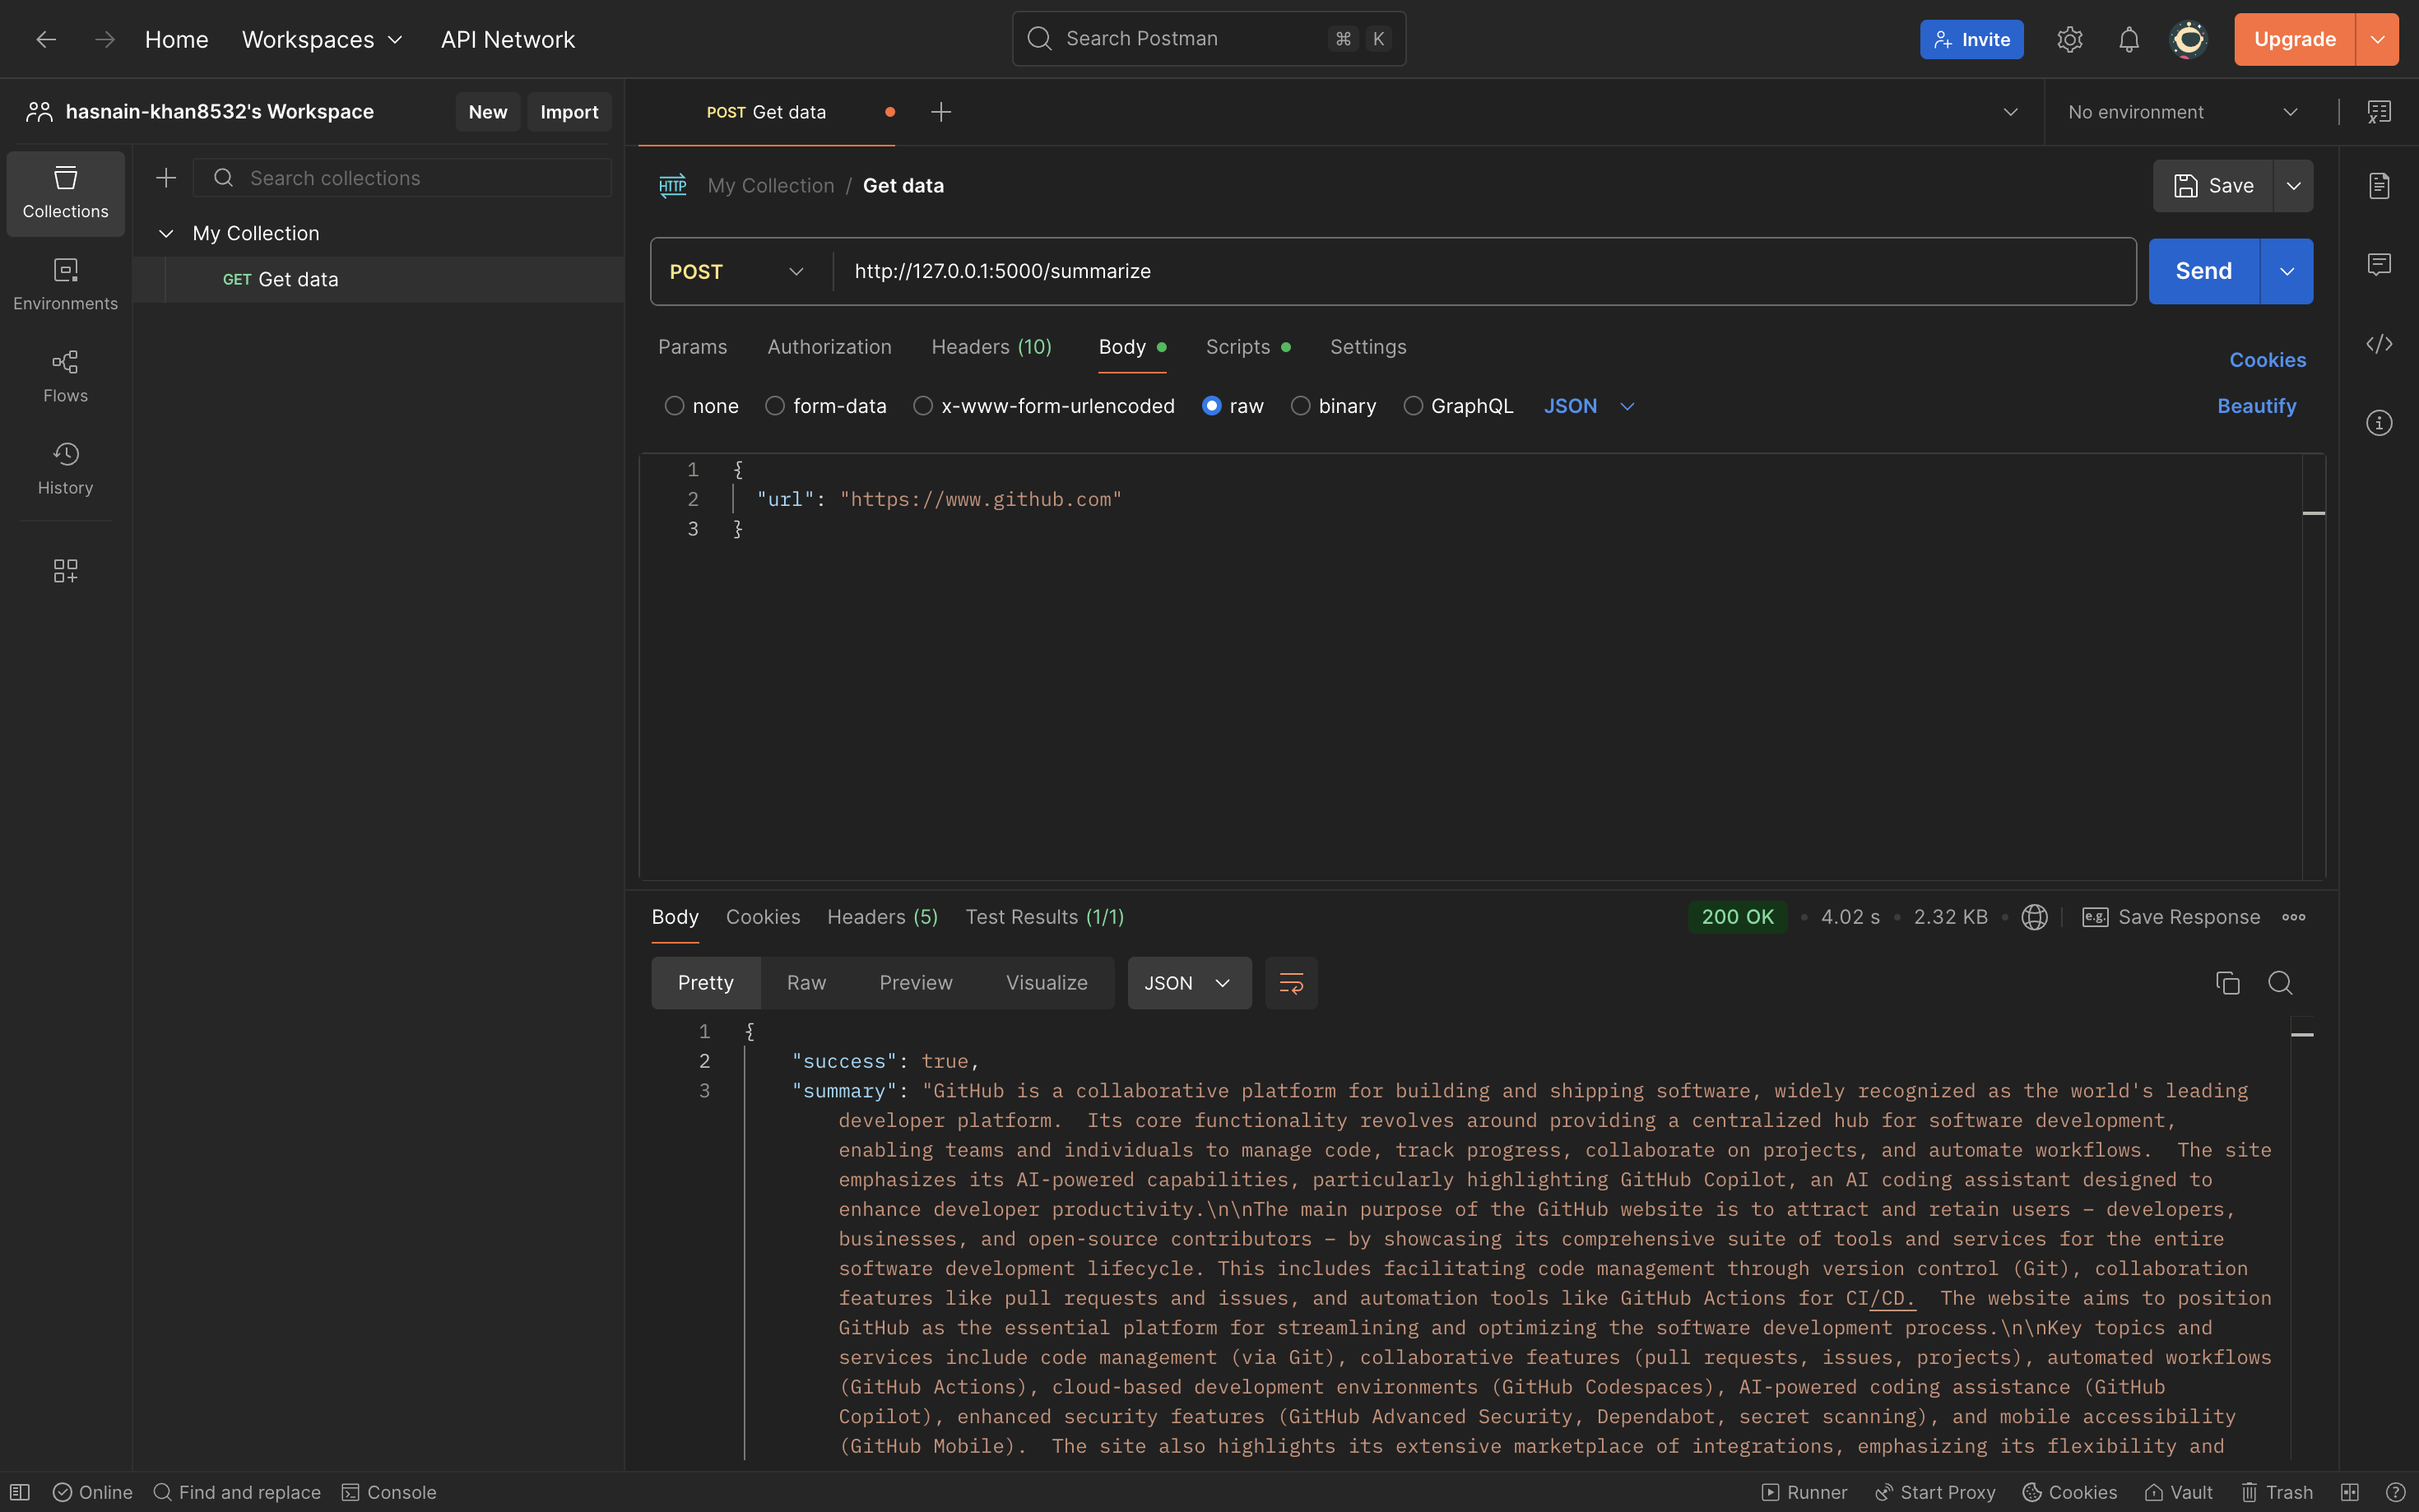 Home Workspaces API Network Search Postman ⌘ K Invite Upgrade
hasnain-khan8532's Workspace New Import POST Get data No environment
Collections
Environments
Flows
History
Search collections
My Collection
GET Get data
HTTP My Collection / Get data Save
POST http://127.0.0.1:5000/summarize Send
Params Authorization Headers (10) Body Scripts Settings Cookies
none form-data x-www-form-urlencoded raw binary GraphQL JSON Beautify
1 {
2 "url": "https://www.github.com"
3 }
Body Cookies Headers (5) Test Results (1/1) 200 OK • 4.02 s • 2.32 KB • e.g. Save Response
Pretty Raw Preview Visualize JSON
1 {
2 "success": true,
3 "summary": "GitHub is a collaborative platform for building and shipping software, widely recognized as the world's leading
developer platform.  Its core functionality revolves around providing a centralized hub for software development,
enabling teams and individuals to manage code, track progress, collaborate on projects, and automate workflows.  The site
emphasizes its AI-powered capabilities, particularly highlighting GitHub Copilot, an AI coding assistant designed to
enhance developer productivity.\n\nThe main purpose of the GitHub website is to attract and retain users – developers,
businesses, and open-source contributors – by showcasing its comprehensive suite of tools and services for the entire
software development lifecycle. This includes facilitating code management through version control (Git), collaboration
features like pull requests and issues, and automation tools like GitHub Actions for CI/CD.  The website aims to position
GitHub as the essential platform for streamlining and optimizing the software development process.\n\nKey topics and
services include code management (via Git), collaborative features (pull requests, issues, projects), automated workflows
(GitHub Actions), cloud-based development environments (GitHub Codespaces), AI-powered coding assistance (GitHub
Copilot), enhanced security features (GitHub Advanced Security, Dependabot, secret scanning), and mobile accessibility
(GitHub Mobile).  The site also highlights its extensive marketplace of integrations, emphasizing its flexibility and
Online Find and replace Console Runner Start Proxy Cookies Vault Trash